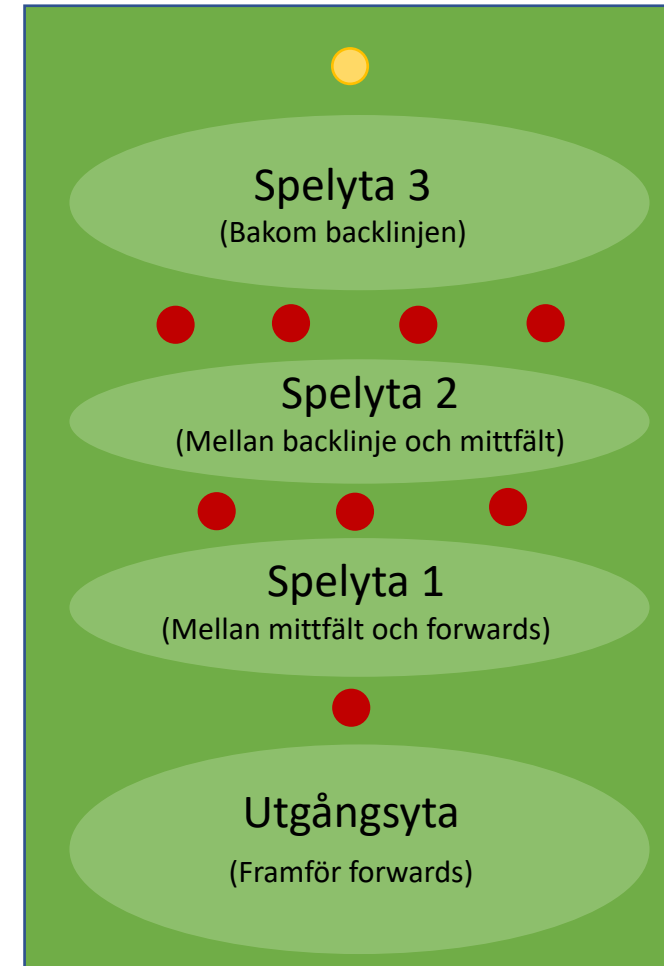 Spelyta 3
(Bakom backlinjen)
Spelyta 2
(Mellan backlinje och mittfält)
Spelyta 1
(Mellan mittfält och forwards)
Utgångsyta
(Framför forwards)